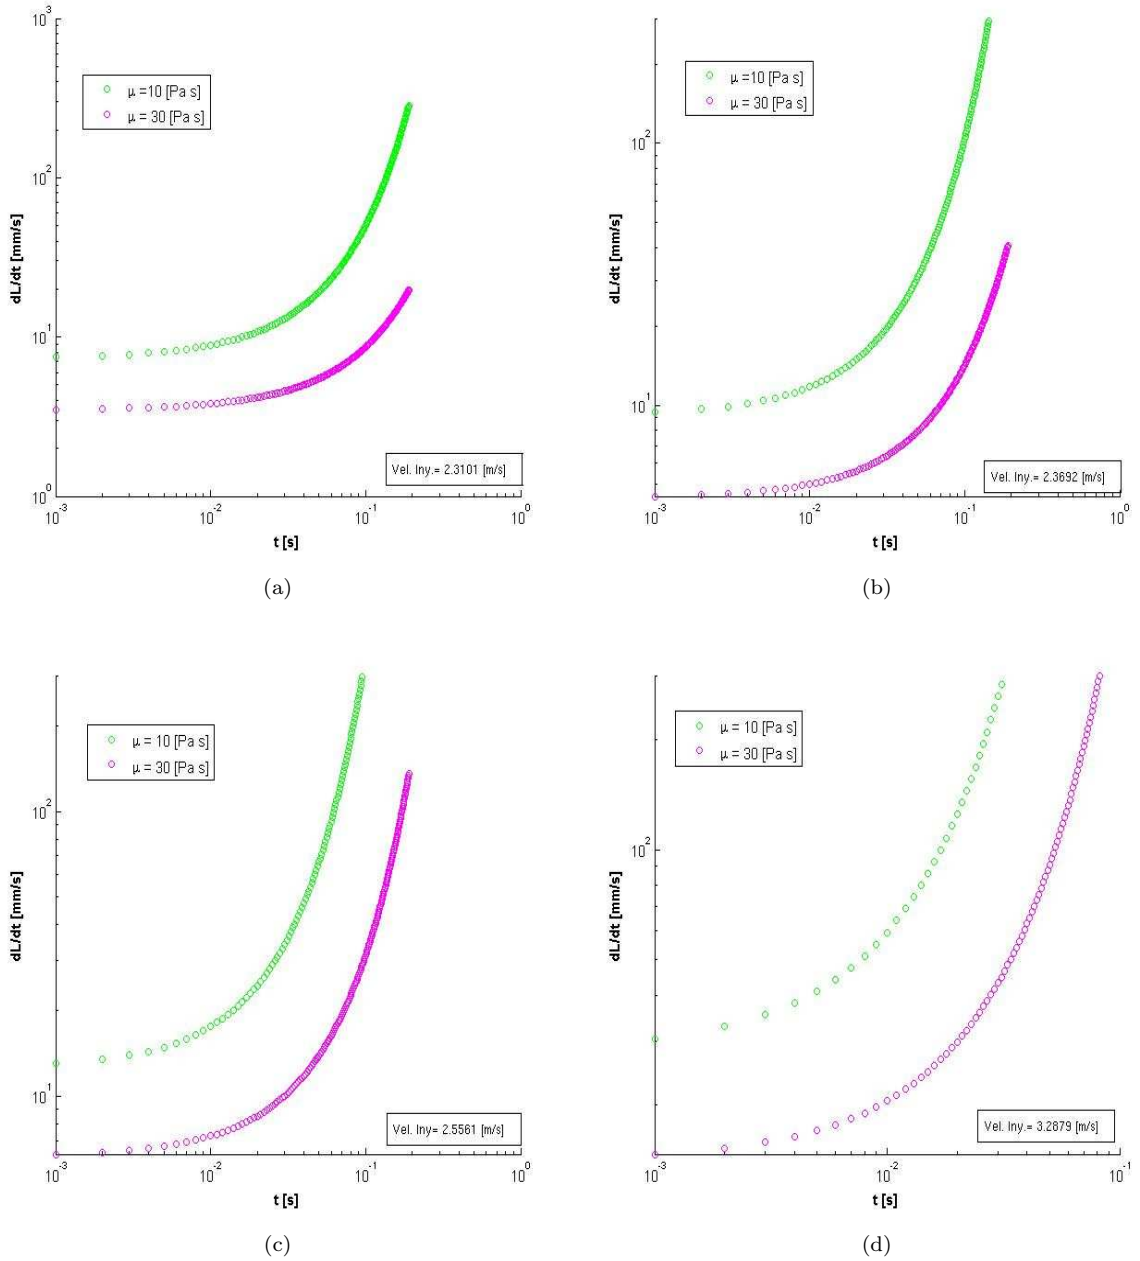 10^3
10^2
10^1
10^0
dL/dt [mm/s]
μ =10 [Pa s]
μ = 30 [Pa s]
Vel. Iny.= 2.3101 [m/s]
10^-3 10^-2 10^-1 10^0
t [s]
(a)
10^2
10^1
dL/dt [mm/s]
μ =10 [Pa s]
μ = 30 [Pa s]
Vel. Iny. = 2.3692 [m/s]
10^-3 10^-2 10^-1 10^0
t [s]
(b)
10^2
10^1
dL/dt [mm/s]
μ = 10 [Pa s]
μ = 30 [Pa s]
Vel. Iny= 2.5561 [m/s]
10^-3 10^-2 10^-1 10^0
t [s]
(c)
10^2
dL/dt [mm/s]
μ = 10 [Pa s]
μ = 30 [Pa s]
Vel. Iny.= 3.2879 [m/s]
10^-3 10^-2 10^-1
t [s]
(d)